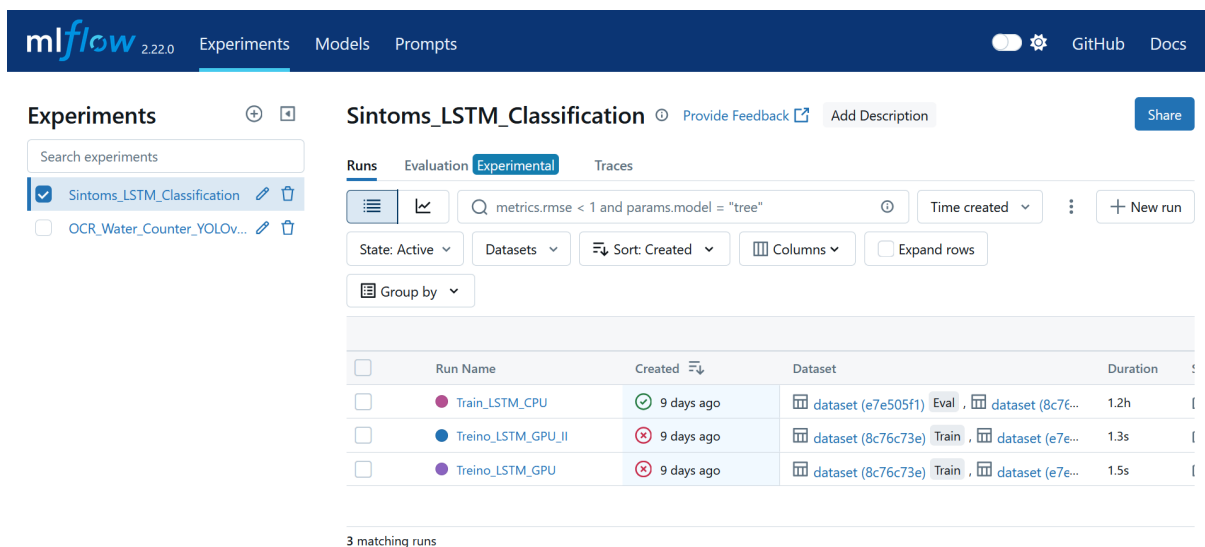 mlflow 2.22.0 Experiments Models Prompts GitHub Docs
Experiments
Search experiments
Sintoms_LSTM_Classification
OCR_Water_Counter_YOLOv...
Sintoms_LSTM_Classification Provide Feedback Add Description Share
Runs Evaluation Experimental Traces
metrics.rmse < 1 and params.model = "tree" Time created New run
State: Active Datasets Sort: Created Columns Expand rows
Group by
Run Name Created Dataset Duration
Train_LSTM_CPU 9 days ago dataset (e7e505f1) Eval , dataset (8c76... 1.2h
Treino_LSTM_GPU_II 9 days ago dataset (8c76c73e) Train , dataset (e7e... 1.3s
Treino_LSTM_GPU 9 days ago dataset (8c76c73e) Train , dataset (e7e... 1.5s
3 matching runs